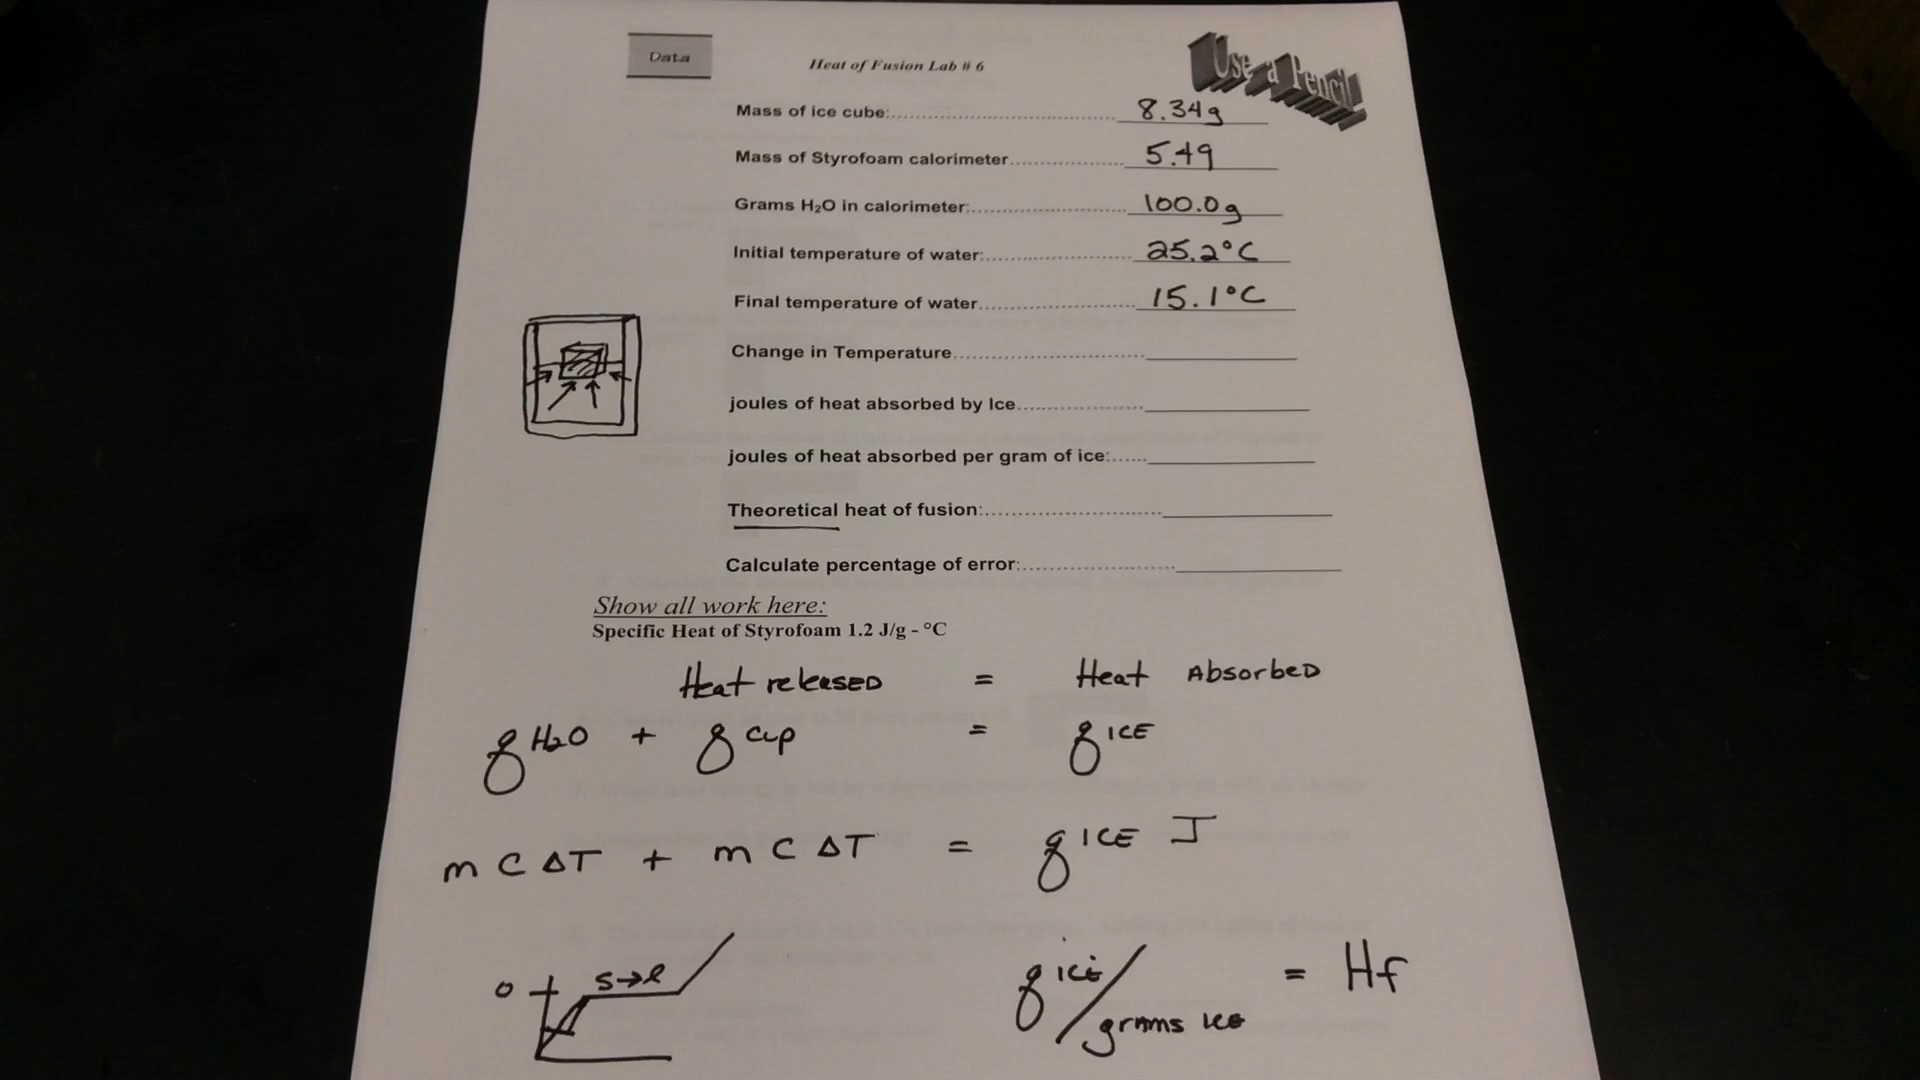 Data
Heat of Fusion Lab # 6
Use a Pencil!
Mass of ice cube:........................................ 8.34g
Mass of Styrofoam calorimeter.................... 5.49
Grams H₂O in calorimeter:........................... 100.0g
Initial temperature of water:......................... 25.2°C
Final temperature of water........................... 15.1°C
Change in Temperature.................................
joules of heat absorbed by Ice......................
joules of heat absorbed per gram of ice:......
Theoretical heat of fusion:..............................
Calculate percentage of error:..........................
Show all work here:
Specific Heat of Styrofoam 1.2 J/g - °C
Heat released = Heat Absorbed
q H₂O + q cup = q ICE
m C ΔT + m C ΔT = q ICE J
0 s→l
q ice / grams ice = Hf